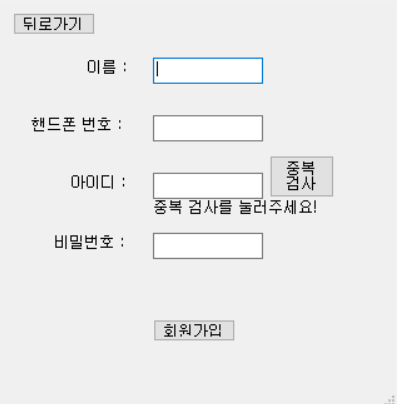 뒤로가기
이름 :
핸드폰 번호 :
아이디 :
중복
검사
중복 검사를 눌러주세요!
비밀번호 :
회원가입